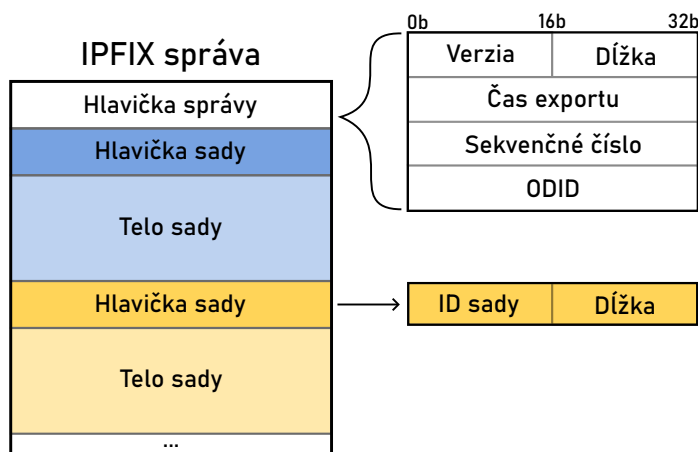 IPFIX správa
Hlavička správy
Hlavička sady
Telo sady
Hlavička sady
Telo sady
...
0b 16b 32b
Verzia Dĺžka
Čas exportu
Sekvenčné číslo
ODID
ID sady Dĺžka